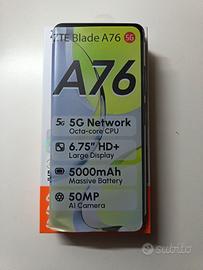 ZTE Blade A76 5G
A76
5G 5G Network
Octa-core CPU
6.75" HD+
Large Display
5000mAh
Massive Battery
50MP
AI Camera
subito